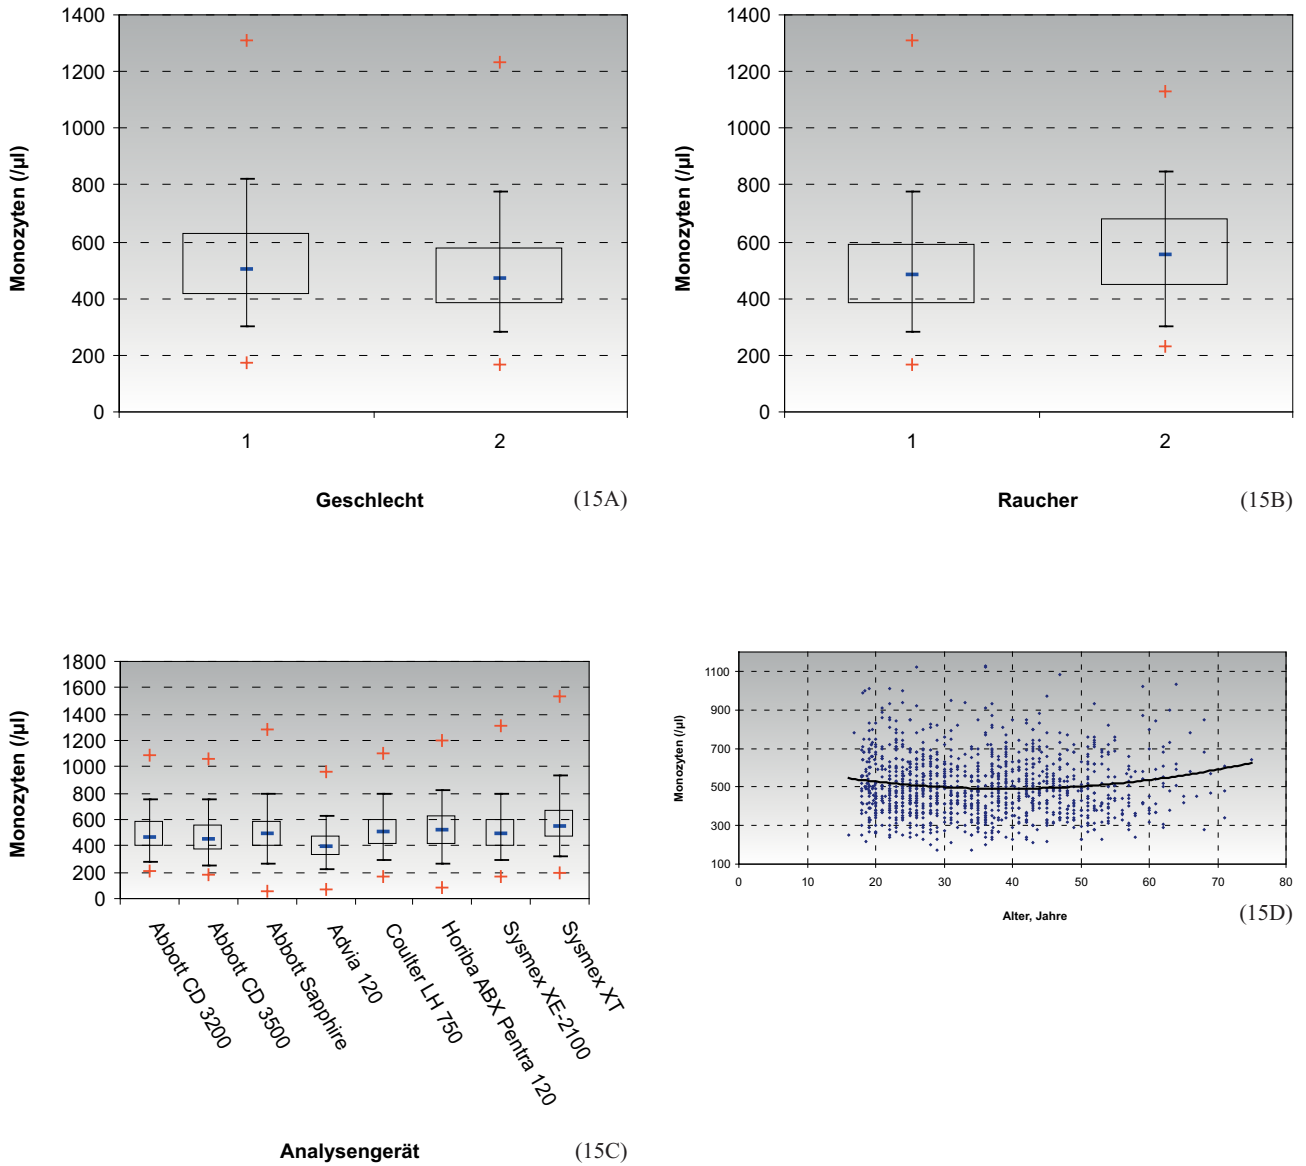 1400
1200
1000
800
600
400
200
0
Monozyten (/µl)
1 2
Geschlecht (15A)
1400
1200
1000
800
600
400
200
0
Monozyten (/µl)
1 2
Raucher (15B)
1800
1600
1400
1200
1000
800
600
400
200
0
Monozyten (/µl)
Abbott CD 3200
Abbott CD 3500
Abbott Sapphire
Advia 120
Coulter LH 750
Horiba ABX Pentra 120
Sysmex XE-2100
Sysmex XT
Analysengerät (15C)
1100
900
700
500
300
100
Monozyten (/µl)
0 10 20 30 40 50 60 70 80
Alter, Jahre (15D)